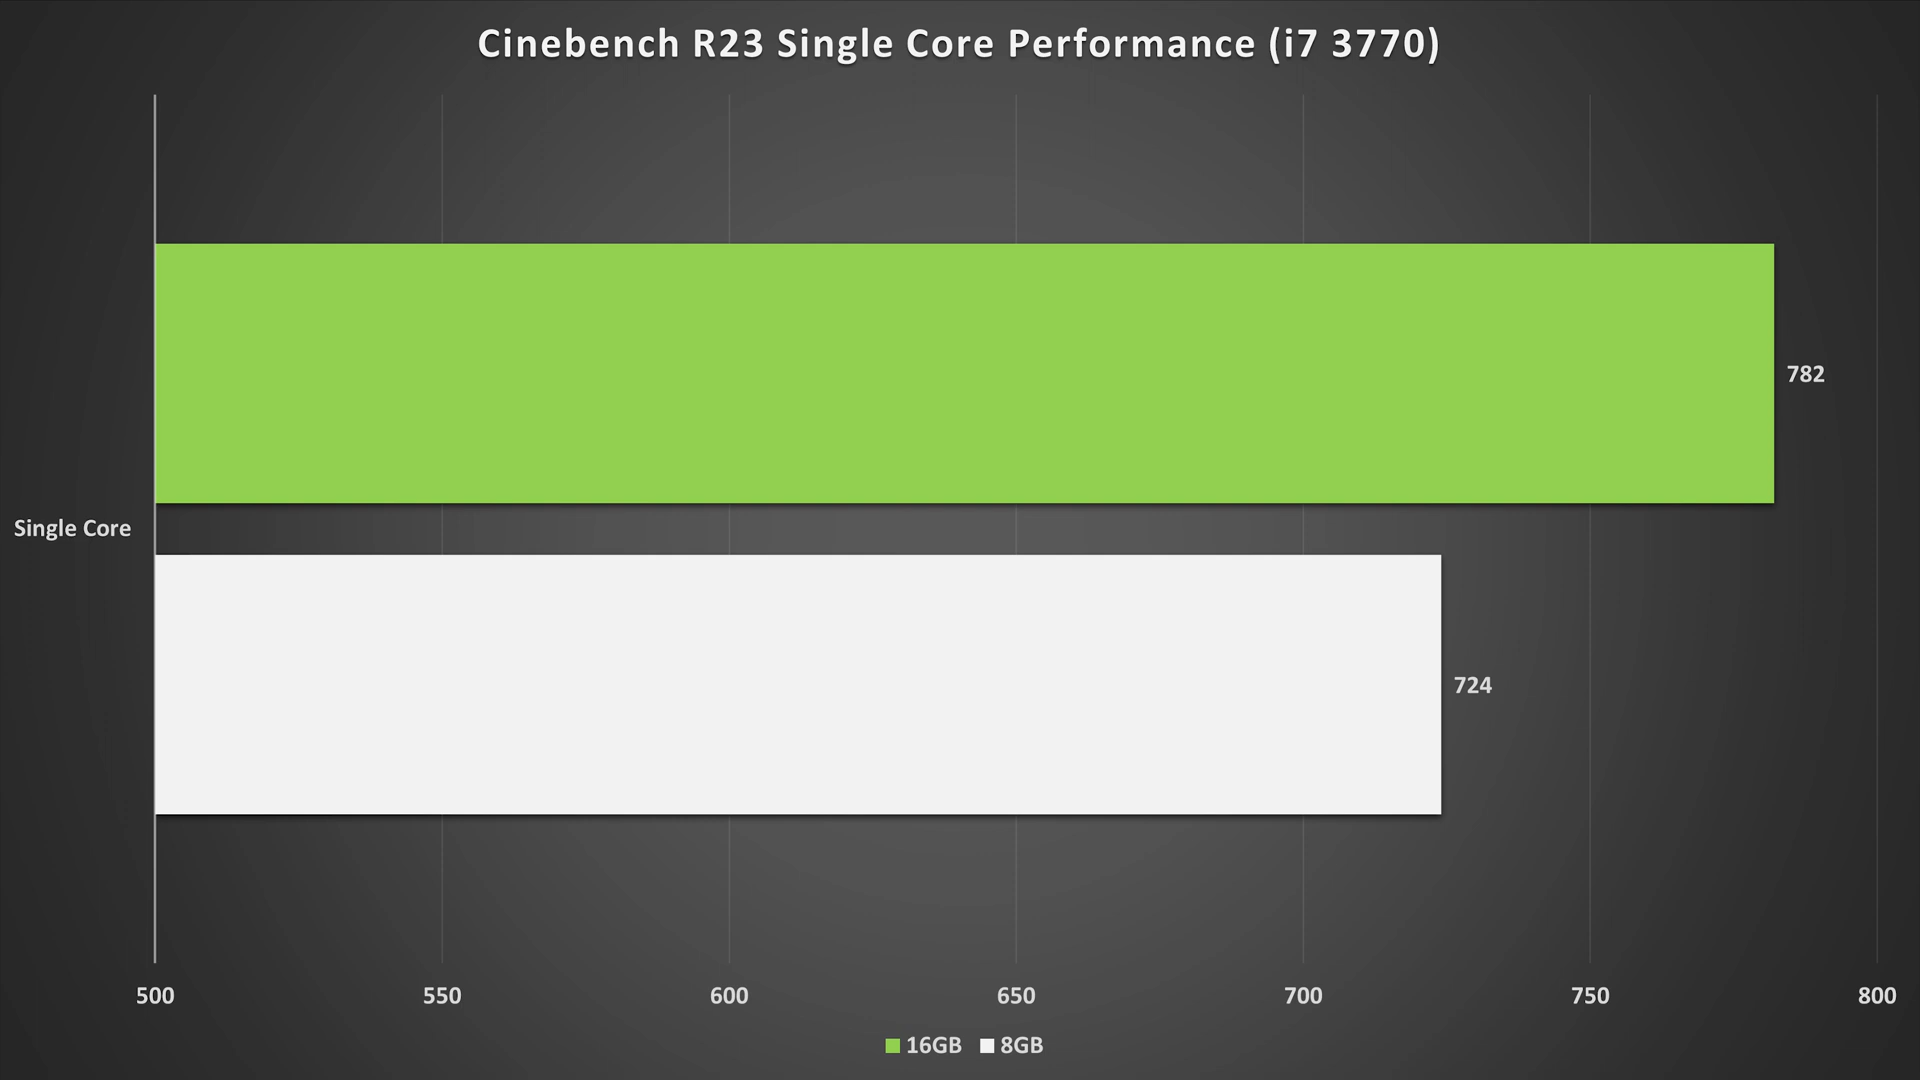 Cinebench R23 Single Core Performance (i7 3770)
782
Single Core
724
500 550 600 650 700 750 800
16GB 8GB